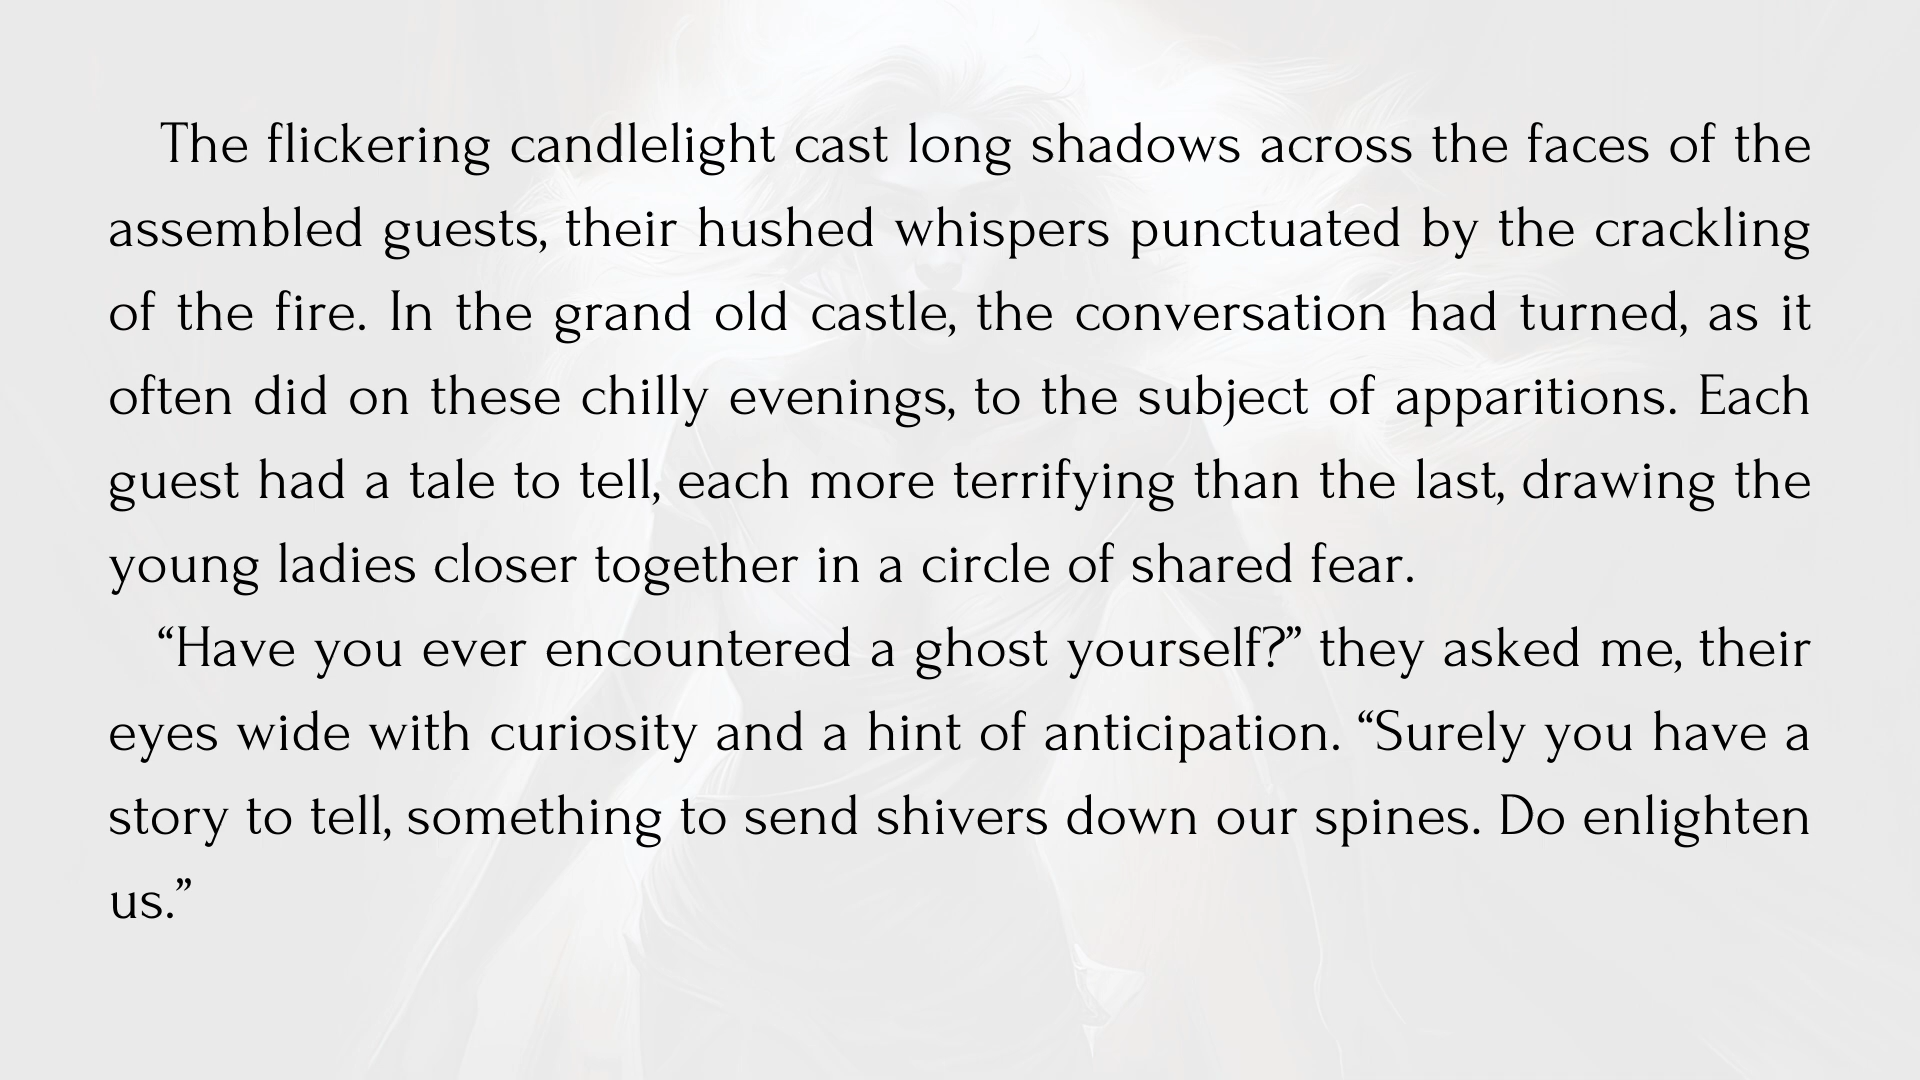 The flickering candlelight cast long shadows across the faces of the
assembled guests, their hushed whispers punctuated by the crackling
of the fire. In the grand old castle, the conversation had turned, as it
often did on these chilly evenings, to the subject of apparitions. Each
guest had a tale to tell, each more terrifying than the last, drawing the
young ladies closer together in a circle of shared fear.
“Have you ever encountered a ghost yourself?” they asked me, their
eyes wide with curiosity and a hint of anticipation. “Surely you have a
story to tell, something to send shivers down our spines. Do enlighten
us.”